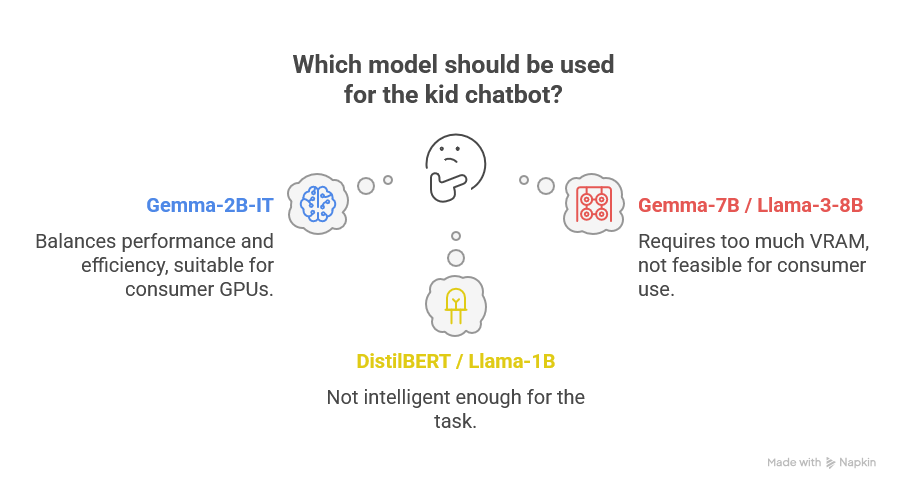 Which model should be used
for the kid chatbot?
Gemma-2B-IT
Balances performance and
efficiency, suitable for
consumer GPUs.
Gemma-7B / Llama-3-8B
Requires too much VRAM,
not feasible for consumer
use.
DistilBERT / Llama-1B
Not intelligent enough for the
task.
Made with Napkin